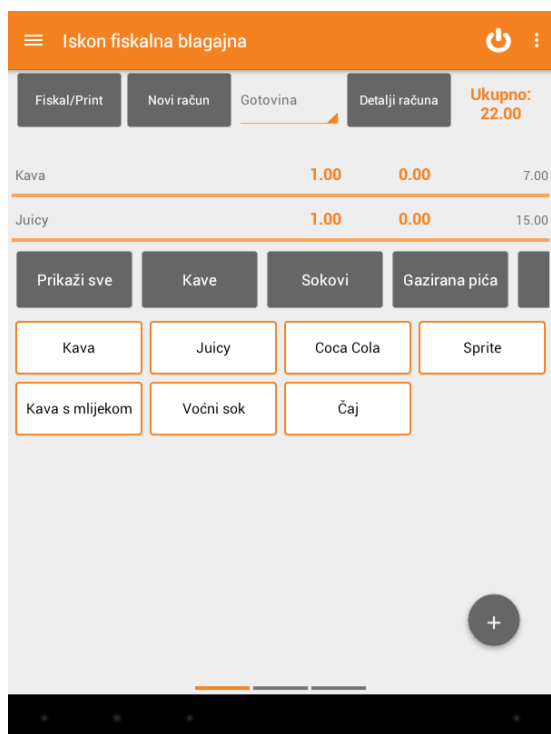 Iskon fiskalna blagajna
Fiskal/Print Novi račun Gotovina Detalji računa Ukupno:
22.00
Kava 1.00 0.00 7.00
Juicy 1.00 0.00 15.00
Prikaži sve Kave Sokovi Gazirana pića
Kava Juicy Coca Cola Sprite
Kava s mlijekom Voćni sok Čaj
+